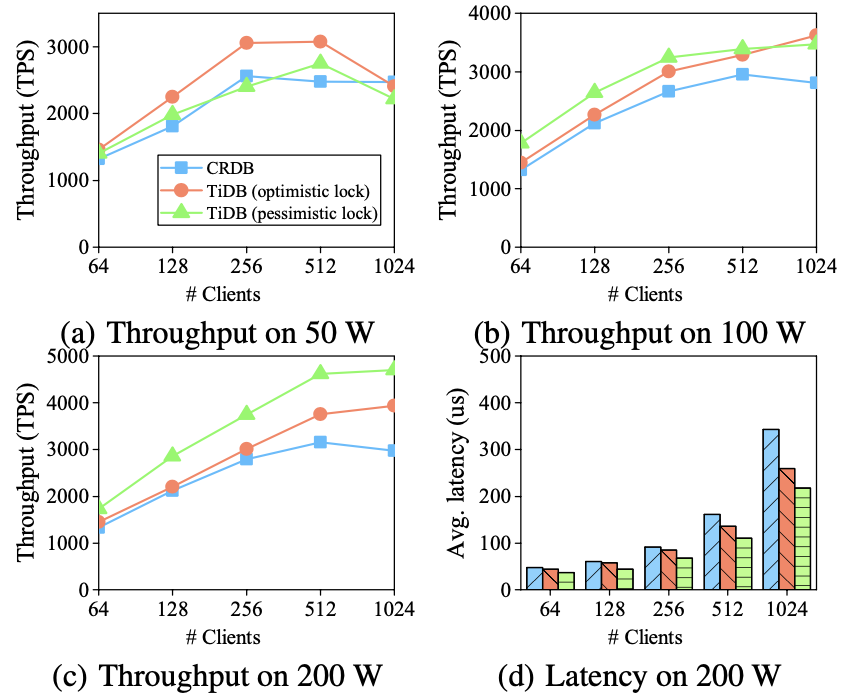 Throughput (TPS)
3000
2000
1000
0
CRDB
TiDB (optimistic lock)
TiDB (pessimistic lock)
64 128 256 512 1024
# Clients
(a) Throughput on 50 W
Throughput (TPS)
4000
3000
2000
1000
0
64 128 256 512 1024
# Clients
(b) Throughput on 100 W
Throughput (TPS)
5000
4000
3000
2000
1000
0
64 128 256 512 1024
# Clients
(c) Throughput on 200 W
Avg. latency (us)
500
400
300
200
100
0
64 128 256 512 1024
# Clients
(d) Latency on 200 W